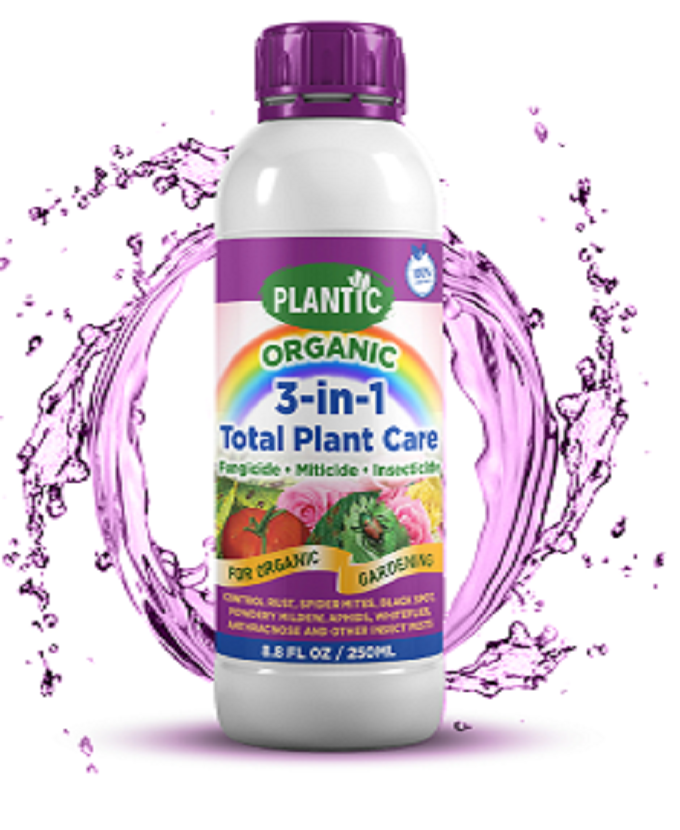 100%
PLANTIC
ORGANIC
3-in-1
Total Plant Care
Fungicide • Miticide • Insecticide
FOR ORGANIC GARDENING
CONTROL RUST, SPIDER MITES, BLACK SPOT,
POWDERY MILDEW, APHIDS, WHITEFLIES,
ANTHRACNOSE AND OTHER INSECT PESTS
8.8 FL OZ / 250ML